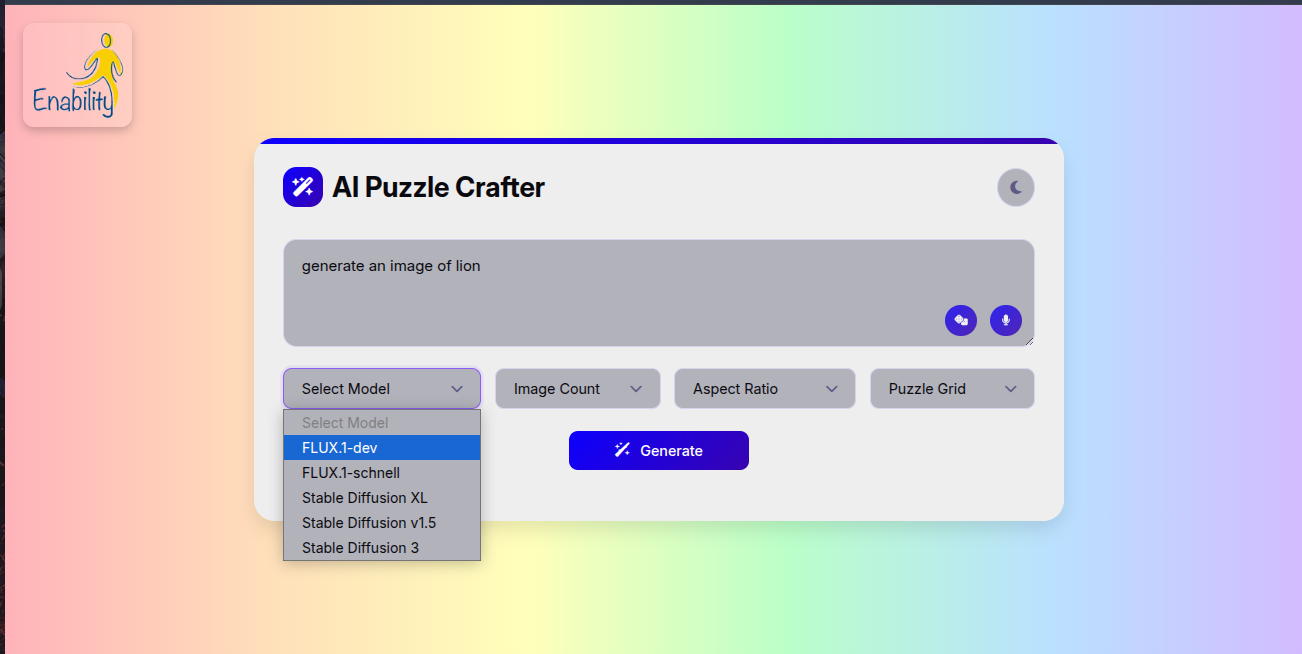 Enability
AI Puzzle Crafter
generate an image of lion
Select Model
Image Count
Aspect Ratio
Puzzle Grid
Select Model
FLUX.1-dev
FLUX.1-schnell
Stable Diffusion XL
Stable Diffusion v1.5
Stable Diffusion 3
Generate